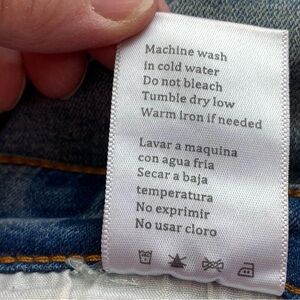 Machine wash
in cold water
Do not bleach
Tumble dry low
Warm iron if needed
Lavar a maquina
con agua fria
Secar a baja
temperatura
No exprimir
No usar cloro